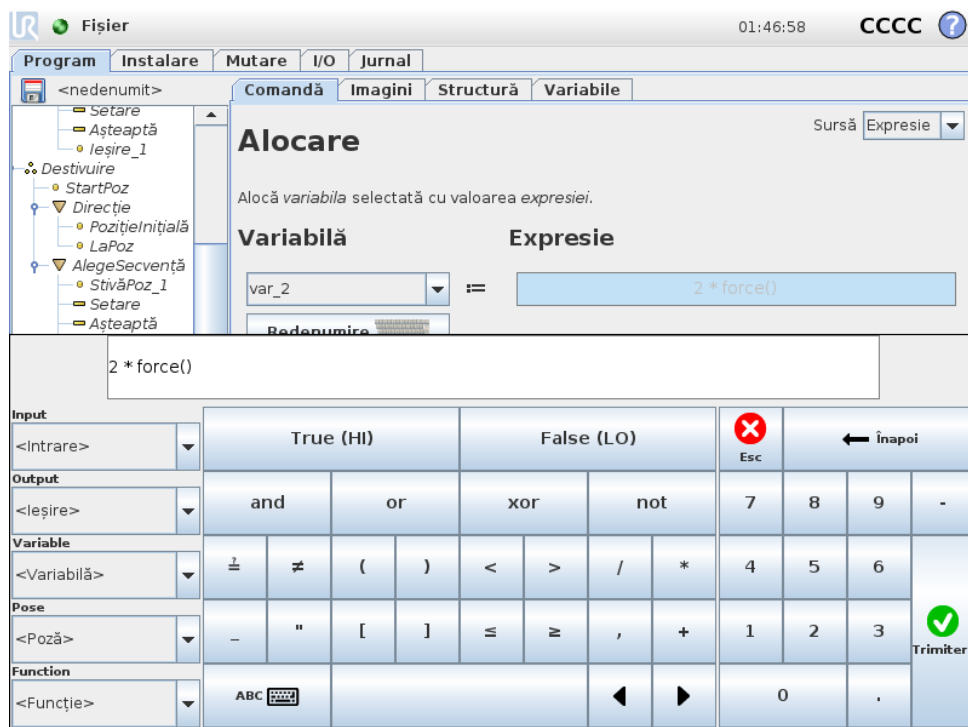 UR Fișier 01:46:58 CCCC ?
Program Instalare Mutare I/O Jurnal
<nedenumit> Comandă Imagini Structură Variabile
Setare
Așteaptă
Ieșire_1
Destivuire
StartPoz
Direcție
PozițieInițială
LaPoz
AlegeSecvență
StivăPoz_1
Setare
Așteaptă
Alocare
Sursă Expresie
Alocă variabila selectată cu valoarea expresiei.
Variabilă Expresie
var_2 := 2 * force()
Redenumire
2 * force()
Input
<Intrare>
Output
<Ieșire>
Variable
<Variabilă>
Pose
<Poză>
Function
<Funcție>
True (HI) False (LO) Esc Înapoi
and or xor not 7 8 9 -
≟ ≠ ( ) < > / * 4 5 6
_ " [ ] ≤ ≥ , + 1 2 3 Trimiter
ABC 0 .